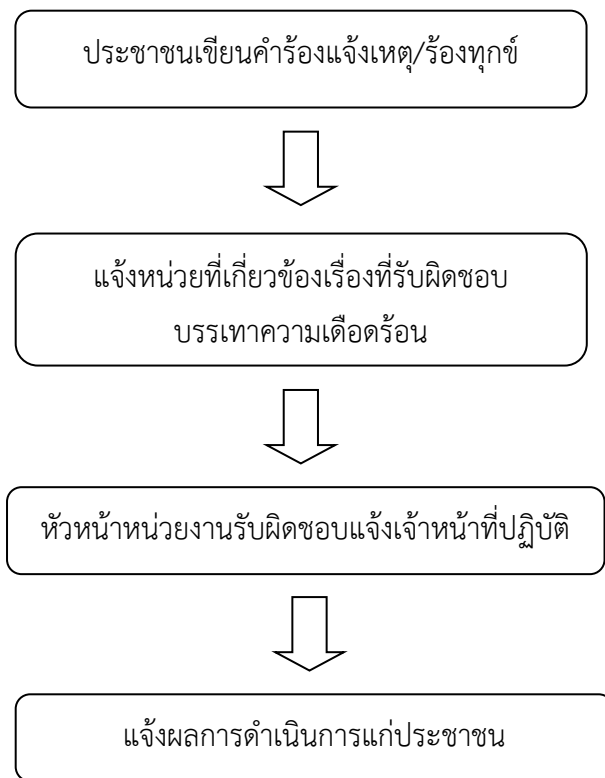 ประชาชนเขียนคำร้องแจ้งเหตุ/ร้องทุกข์
แจ้งหน่วยที่เกี่ยวข้องเรื่องที่รับผิดชอบ
บรรเทาความเดือดร้อน
หัวหน้าหน่วยงานรับผิดชอบแจ้งเจ้าหน้าที่ปฏิบัติ
แจ้งผลการดำเนินการแก่ประชาชน